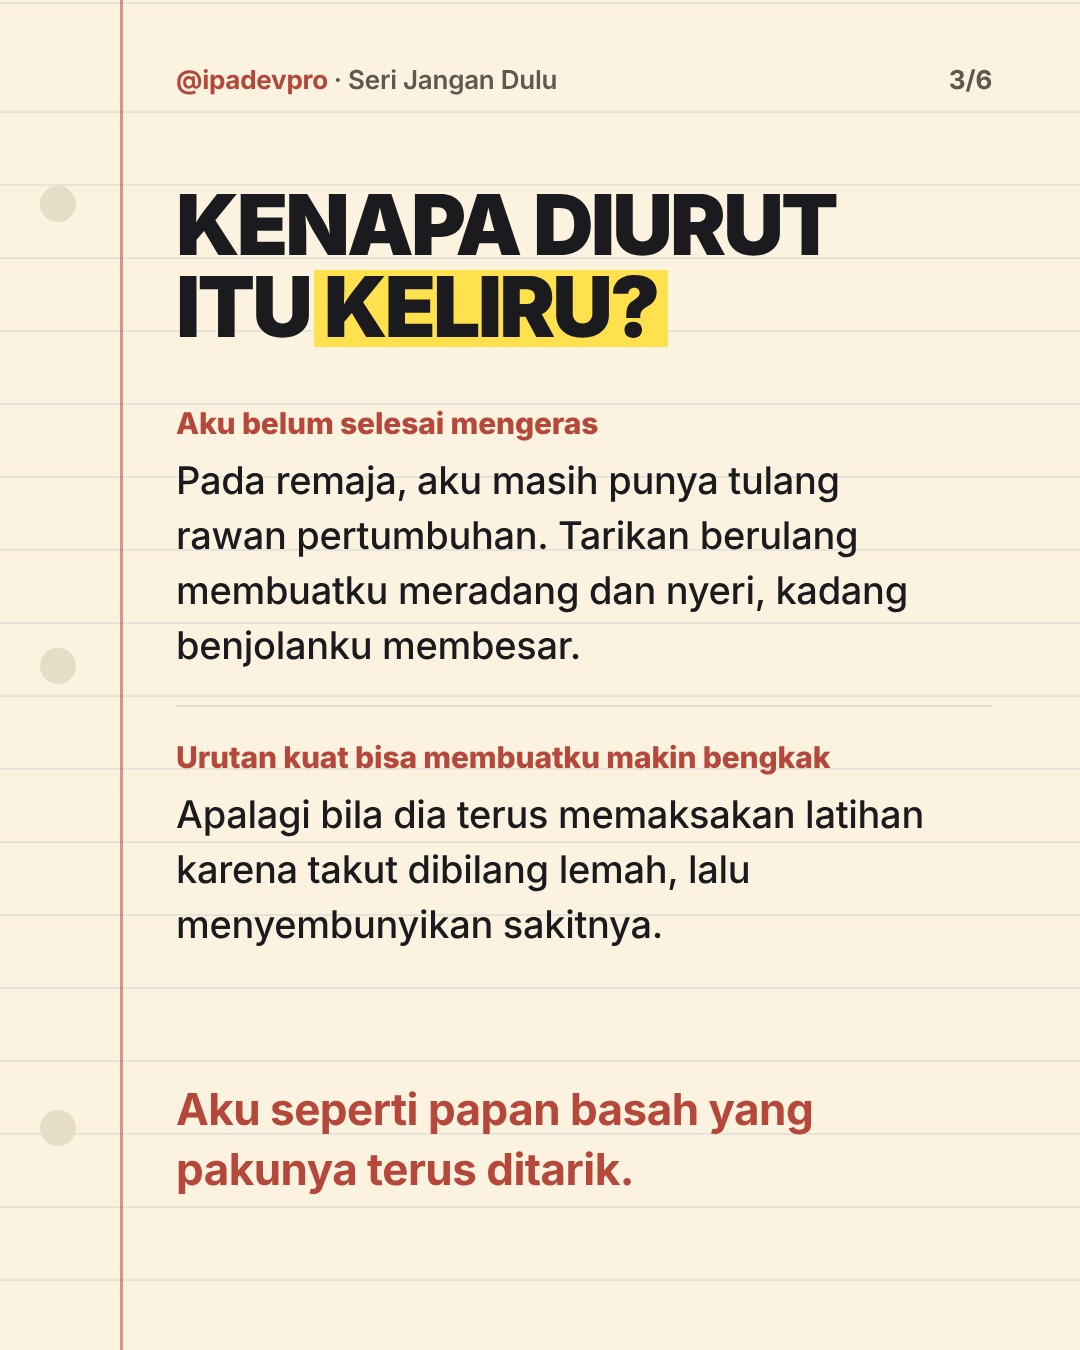 @ipadevpro · Seri Jangan Dulu
3/6
KENAPA DIURUT
ITU KELIRU?
Aku belum selesai mengeras
Pada remaja, aku masih punya tulang
rawan pertumbuhan. Tarikan berulang
membuatku meradang dan nyeri, kadang
benjolanku membesar.
Urutan kuat bisa membuatku makin bengkak
Apalagi bila dia terus memaksakan latihan
karena takut dibilang lemah, lalu
menyembunyikan sakitnya.
Aku seperti papan basah yang
pakunya terus ditarik.